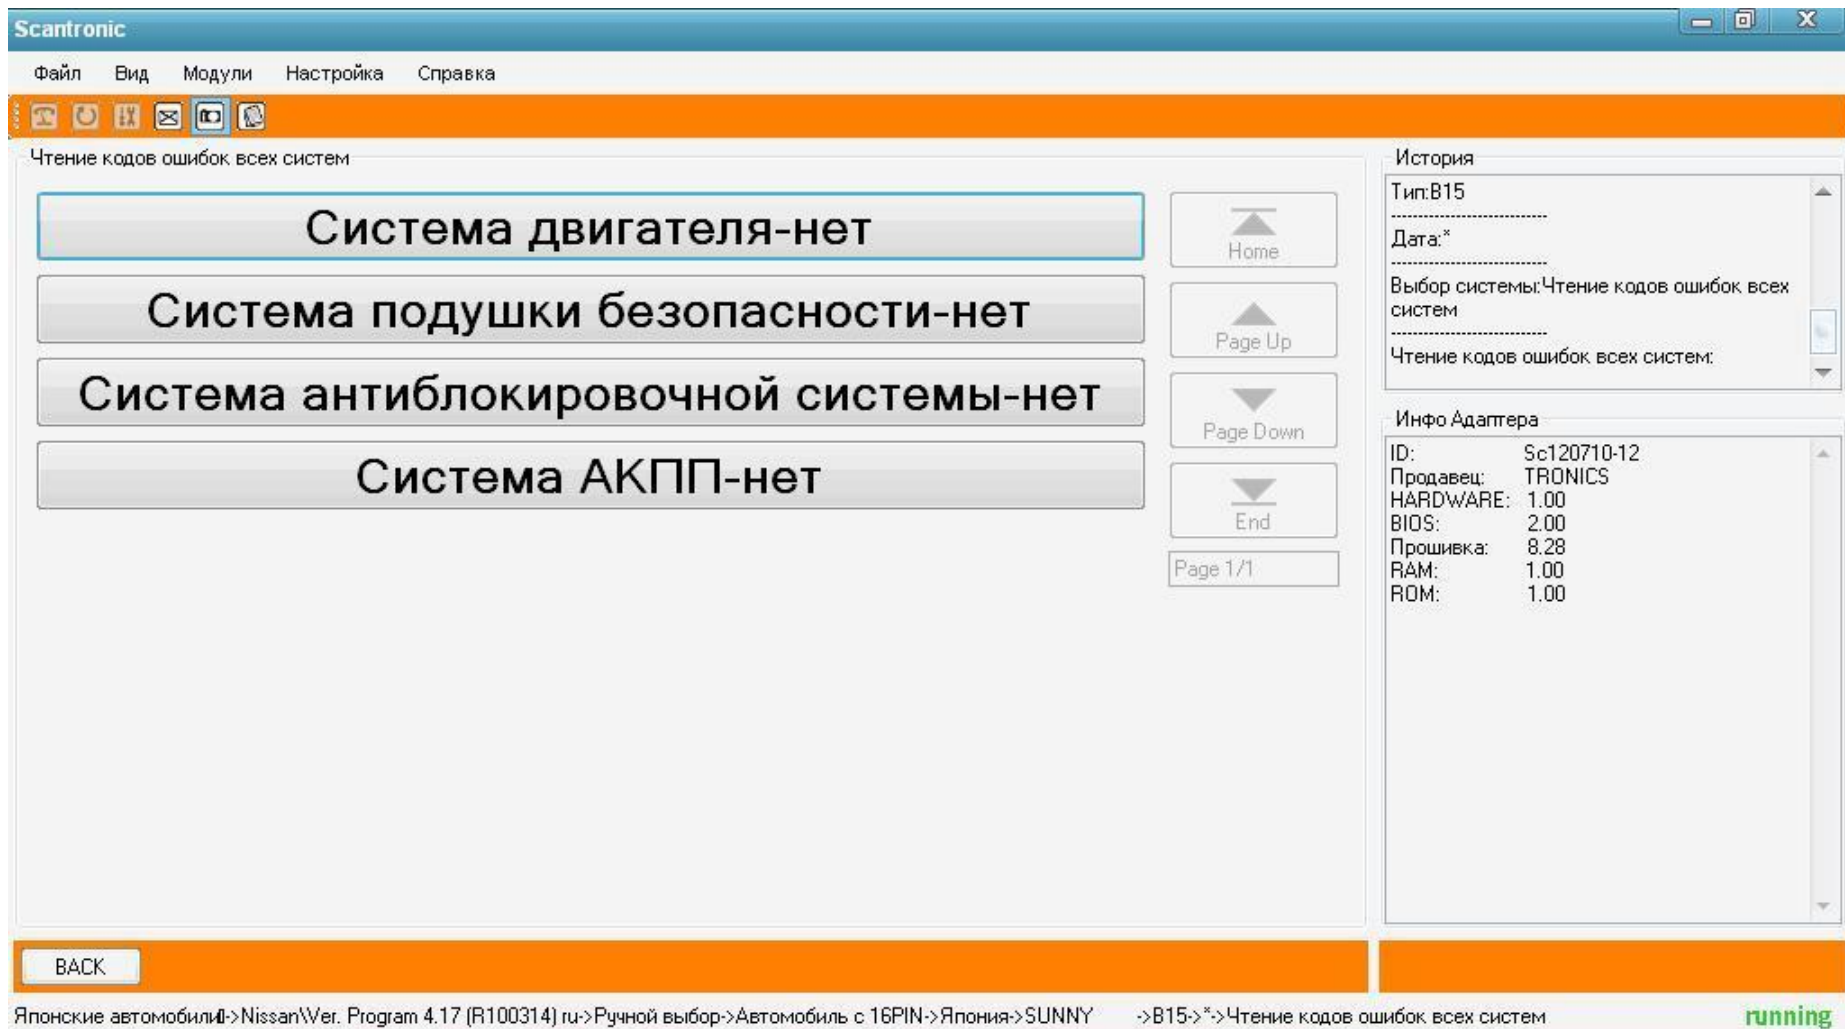 Scantronic
Файл Вид Модули Настройка Справка
Чтение кодов ошибок всех систем
Система двигателя-нет
Система подушки безопасности-нет
Система антиблокировочной системы-нет
Система АКПП-нет
Home
Page Up
Page Down
End
Page 1/1
История
Тип:B15
---------------------------
Дата:*
---------------------------
Выбор системы:Чтение кодов ошибок всех
систем
---------------------------
Чтение кодов ошибок всех систем:
Инфо Адаптера
ID: Sc120710-12
Продавец: TRONICS
HARDWARE: 1.00
BIOS: 2.00
Прошивка: 8.28
RAM: 1.00
ROM: 1.00
BACK
Японские автомобили->Nissan\Ver. Program 4.17 (R100314) ru->Ручной выбор->Автомобиль с 16PIN->Япония->SUNNY ->B15->*->Чтение кодов ошибок всех систем
running